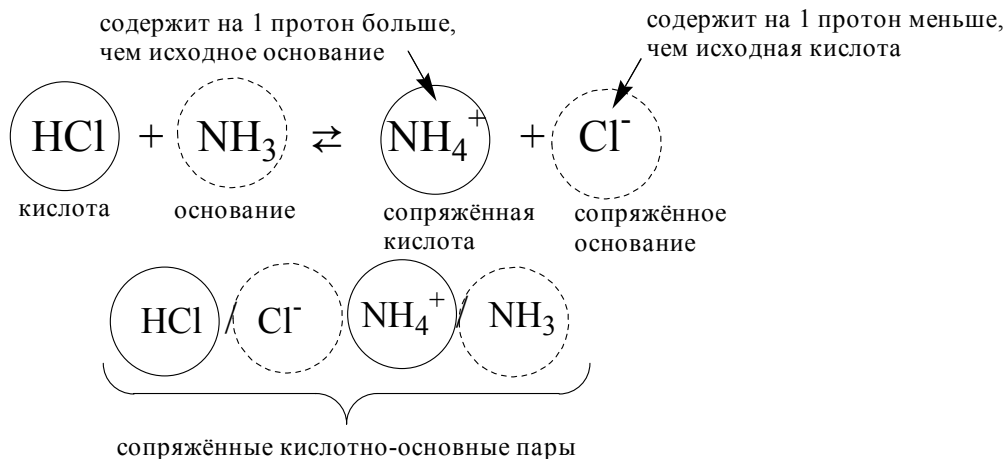 содержит на 1 протон больше,
чем исходное основание
содержит на 1 протон меньше,
чем исходная кислота
HCl + NH₃ ⇄ NH₄⁺ + Cl⁻
кислота
основание
сопряжённая
кислота
сопряжённое
основание
HCl / Cl⁻ NH₄⁺ / NH₃
сопряжённые кислотно-основные пары